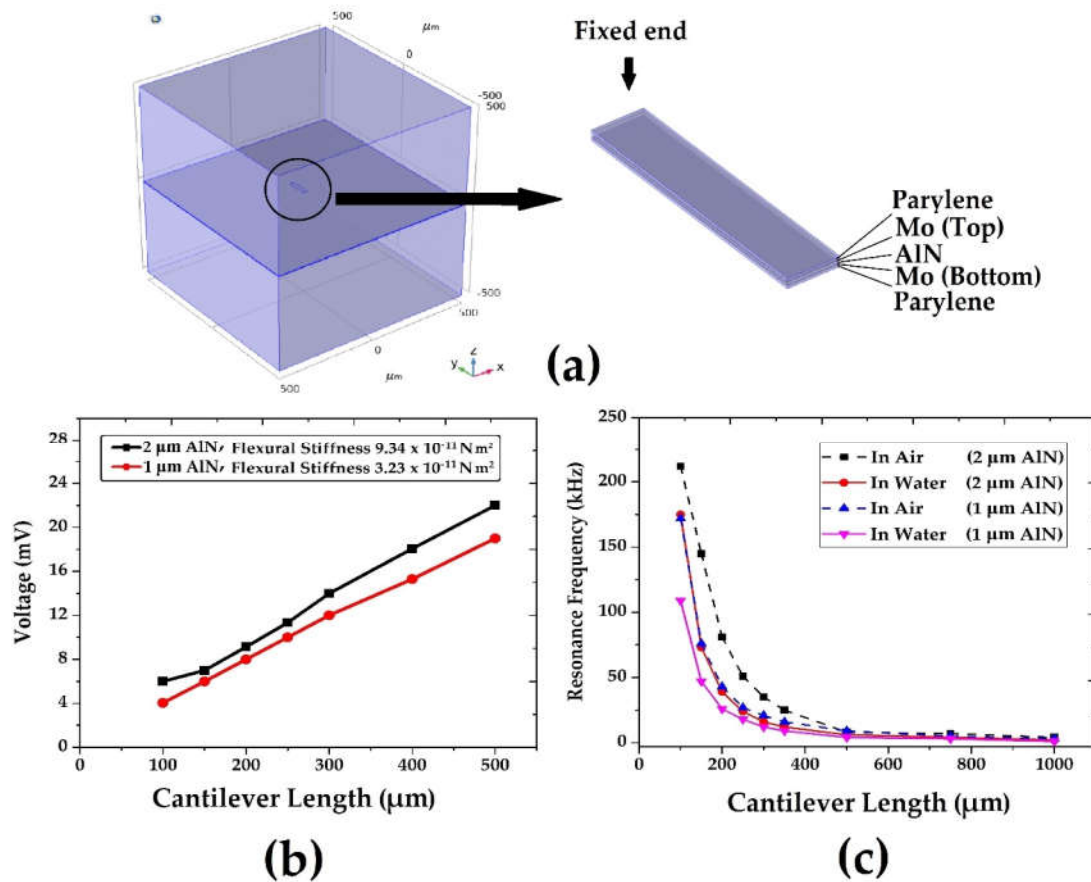 500
µm
0
-500
500
-500
500
0
µm
500
y z x
Fixed end
Parylene
Mo (Top)
AlN
Mo (Bottom)
Parylene
(a)
28
24
20
16
12
8
4
0
Voltage (mV)
2 µm AlN, Flexural Stiffness 9.34 x 10⁻¹¹ N m²
1 µm AlN, Flexural Stiffness 3.23 x 10⁻¹¹ N m²
100 200 300 400 500
Cantilever Length (µm)
(b)
250
200
150
100
50
0
Resonance Frequency (kHz)
In Air (2 µm AlN)
In Water (2 µm AlN)
In Air (1 µm AlN)
In Water (1 µm AlN)
0 200 400 600 800 1000
Cantilever Length (µm)
(c)